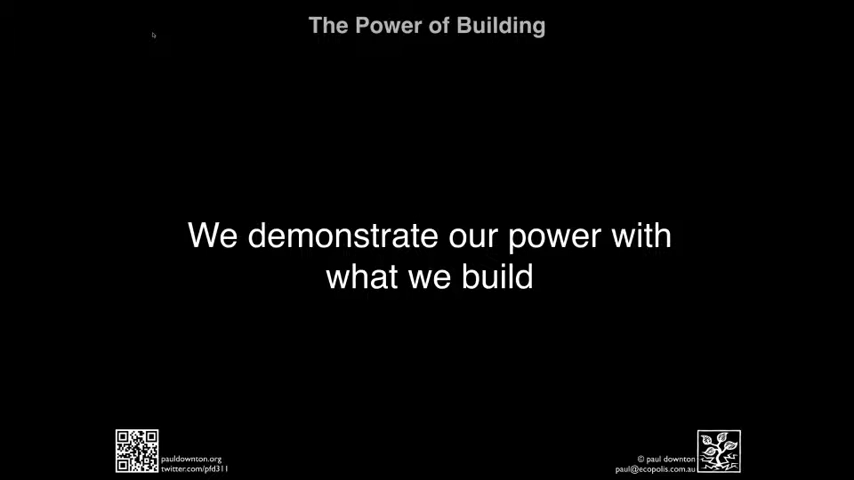 The Power of Building
We demonstrate our power with
what we build
pauldownton.org
twitter.com/pfd311
© paul downton
paul@ecopolis.com.au